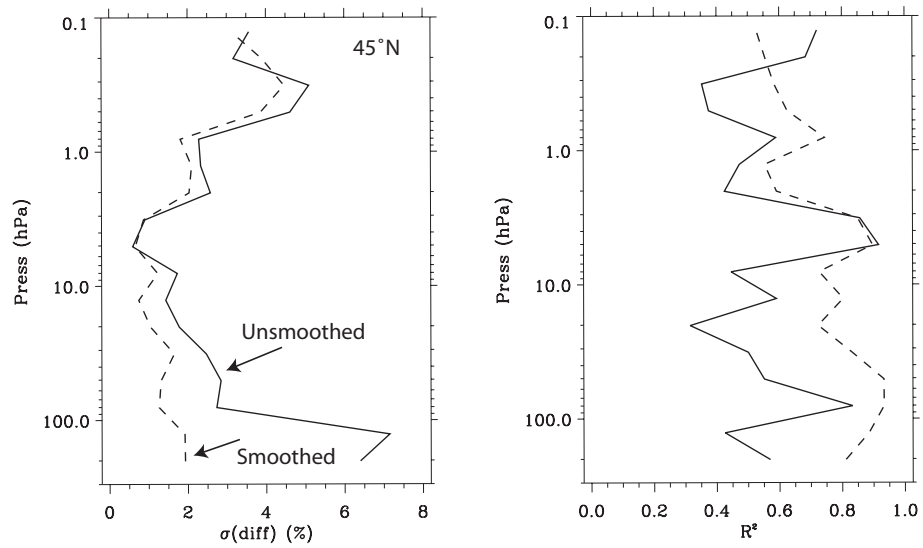 0.1
1.0
10.0
100.0
Press (hPa)
45°N
Unsmoothed
Smoothed
0 2 4 6 8
σ(diff) (%)
0.1
1.0
10.0
100.0
Press (hPa)
0.0 0.2 0.4 0.6 0.8 1.0
R²